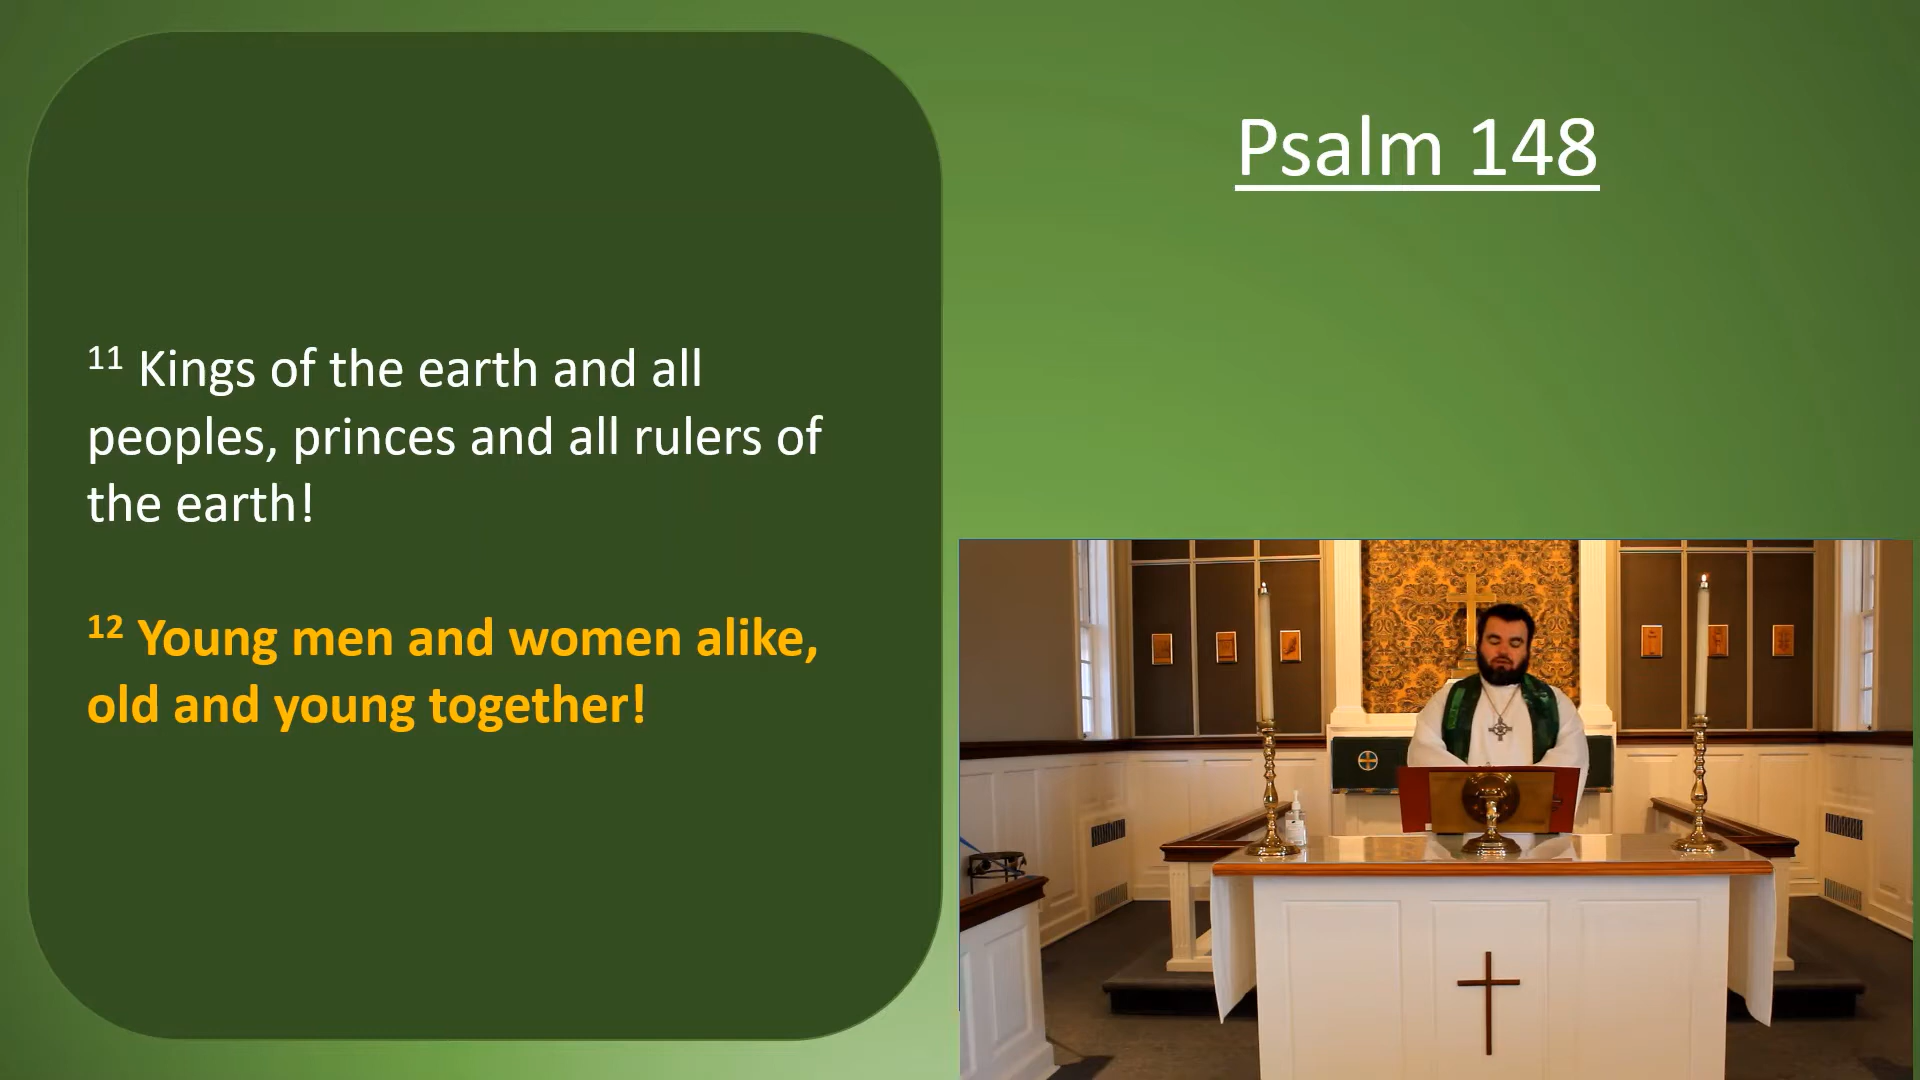 Psalm 148
¹¹ Kings of the earth and all
peoples, princes and all rulers of
the earth!
¹² Young men and women alike,
old and young together!